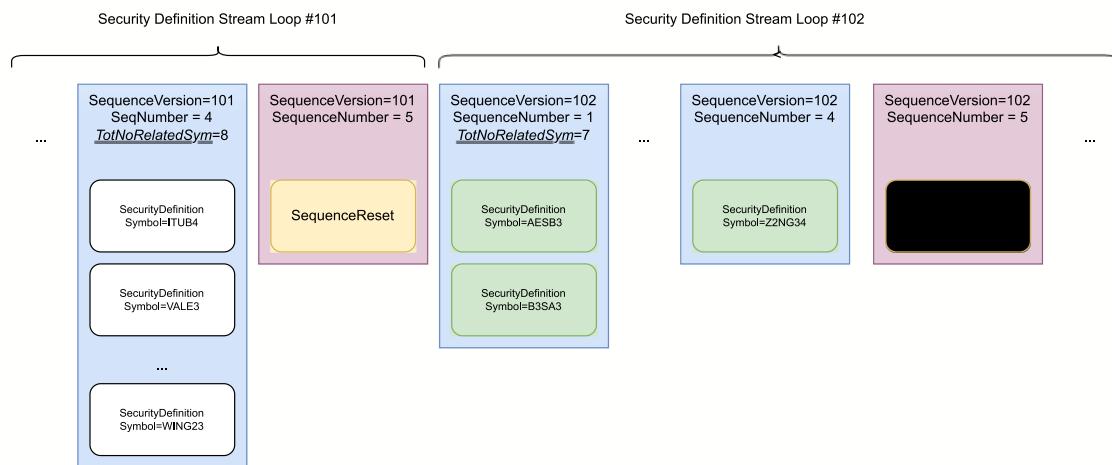 Security Definition Stream Loop #101
Security Definition Stream Loop #102
...
SequenceVersion=101
SeqNumber = 4
TotNoRelatedSym=8
SecurityDefinition
Symbol=ITUB4
SecurityDefinition
Symbol=VALE3
...
SecurityDefinition
Symbol=WING23
SequenceVersion=101
SequenceNumber = 5
SequenceReset
SequenceVersion=102
SequenceNumber = 1
TotNoRelatedSym=7
SecurityDefinition
Symbol=AESB3
SecurityDefinition
Symbol=B3SA3
...
SequenceVersion=102
SequenceNumber = 4
SecurityDefinition
Symbol=Z2NG34
SequenceVersion=102
SequenceNumber = 5
...